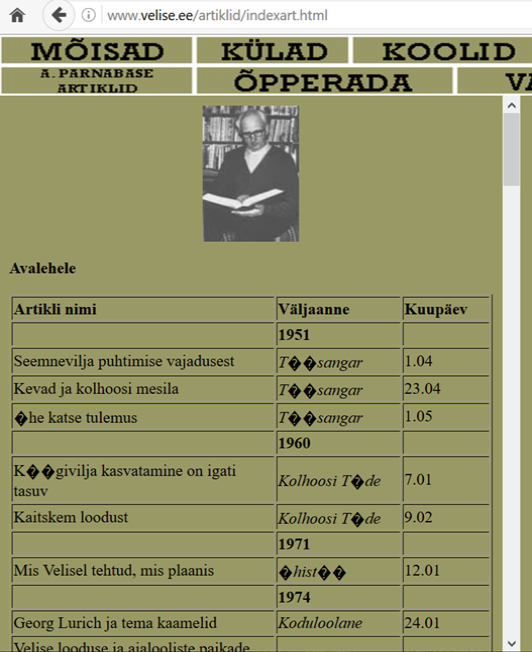 www.velise.ee/artiklid/indexart.html
MÕISAD KÜLAD KOOLID
A. PARNABASE
ARTIKLID
ÕPPERADA
Avalehele
Artikli nimi Väljaanne Kuupäev
1951
Seemnevilja puhtimise vajadusest T��sangar 1.04
Kevad ja kolhoosi mesila T��sangar 23.04
�he katse tulemus T��sangar 1.05
1960
K��givilja kasvatamine on igati
tasuv
Kolhoosi T�de 7.01
Kaitskem loodust Kolhoosi T�de 9.02
1971
Mis Velisel tehtud, mis plaanis �hist�� 12.01
1974
Georg Lurich ja tema kaamelid Koduloolane 24.01
Velise looduse ja ajalooliste paikade